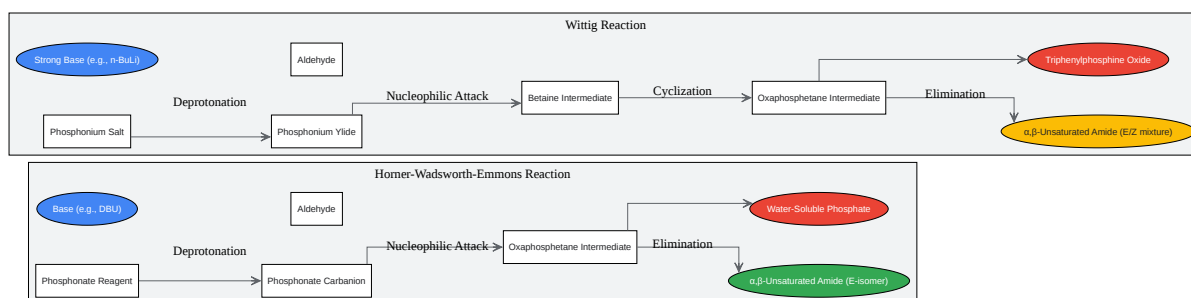 Wittig Reaction
Strong Base (e.g., n-BuLi)
Aldehyde
Triphenylphosphine Oxide
Deprotonation
Nucleophilic Attack
Betaine Intermediate
Cyclization
Oxaphosphetane Intermediate
Elimination
Phosphonium Salt
Phosphonium Ylide
α,β-Unsaturated Amide (E/Z mixture)
Horner-Wadsworth-Emmons Reaction
Base (e.g., DBU)
Aldehyde
Water-Soluble Phosphate
Deprotonation
Nucleophilic Attack
Oxaphosphetane Intermediate
Elimination
Phosphonate Reagent
Phosphonate Carbanion
α,β-Unsaturated Amide (E-isomer)